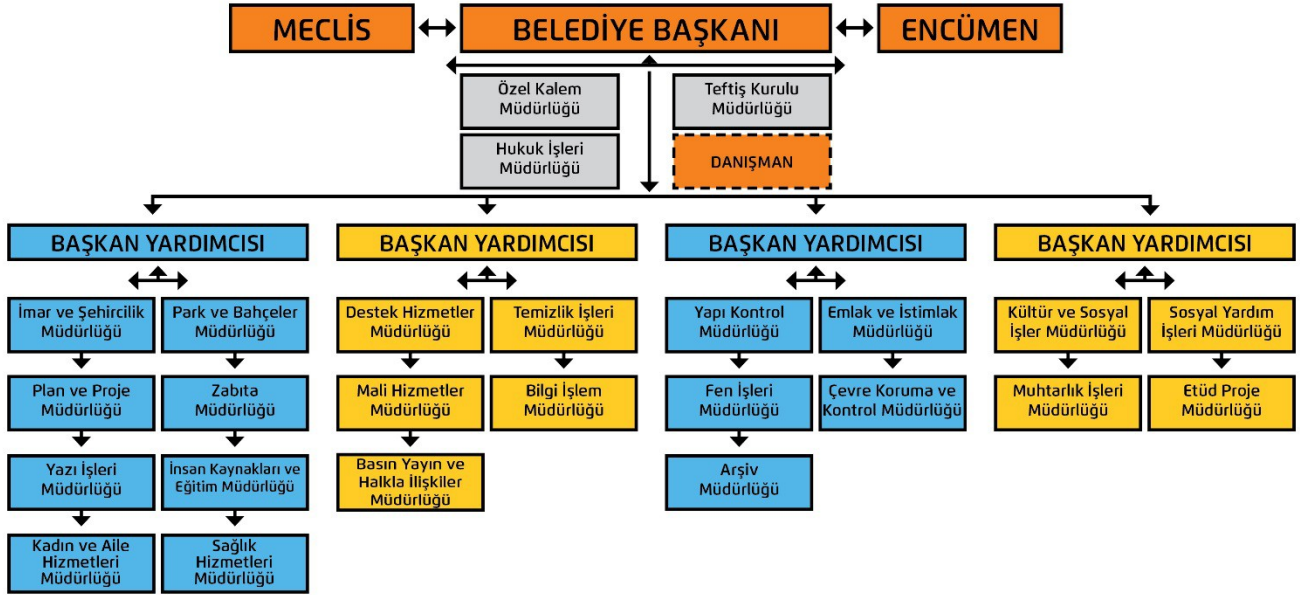 MECLİS
BELEDİYE BAŞKANI
ENCÜMEN
Özel Kalem
Müdürlüğü
Teftiş Kurulu
Müdürlüğü
Hukuk İşleri
Müdürlüğü
DANIŞMAN
BAŞKAN YARDIMCISI
İmar ve Şehircilik
Müdürlüğü
Park ve Bahçeler
Müdürlüğü
Plan ve Proje
Müdürlüğü
Zabıta
Müdürlüğü
Yazı İşleri
Müdürlüğü
İnsan Kaynakları ve
Eğitim Müdürlüğü
Kadın ve Aile
Hizmetleri
Müdürlüğü
Sağlık
Hizmetleri
Müdürlüğü
BAŞKAN YARDIMCISI
Destek Hizmetler
Müdürlüğü
Temizlik İşleri
Müdürlüğü
Mali Hizmetler
Müdürlüğü
Bilgi İşlem
Müdürlüğü
Basın Yayın ve
Halkla İlişkiler
Müdürlüğü
BAŞKAN YARDIMCISI
Yapı Kontrol
Müdürlüğü
Emlak ve İstimlak
Müdürlüğü
Fen İşleri
Müdürlüğü
Çevre Koruma ve
Kontrol Müdürlüğü
Arşiv
Müdürlüğü
BAŞKAN YARDIMCISI
Kültür ve Sosyal
İşler Müdürlüğü
Sosyal Yardım
İşleri Müdürlüğü
Muhtarlık İşleri
Müdürlüğü
Etüd Proje
Müdürlüğü